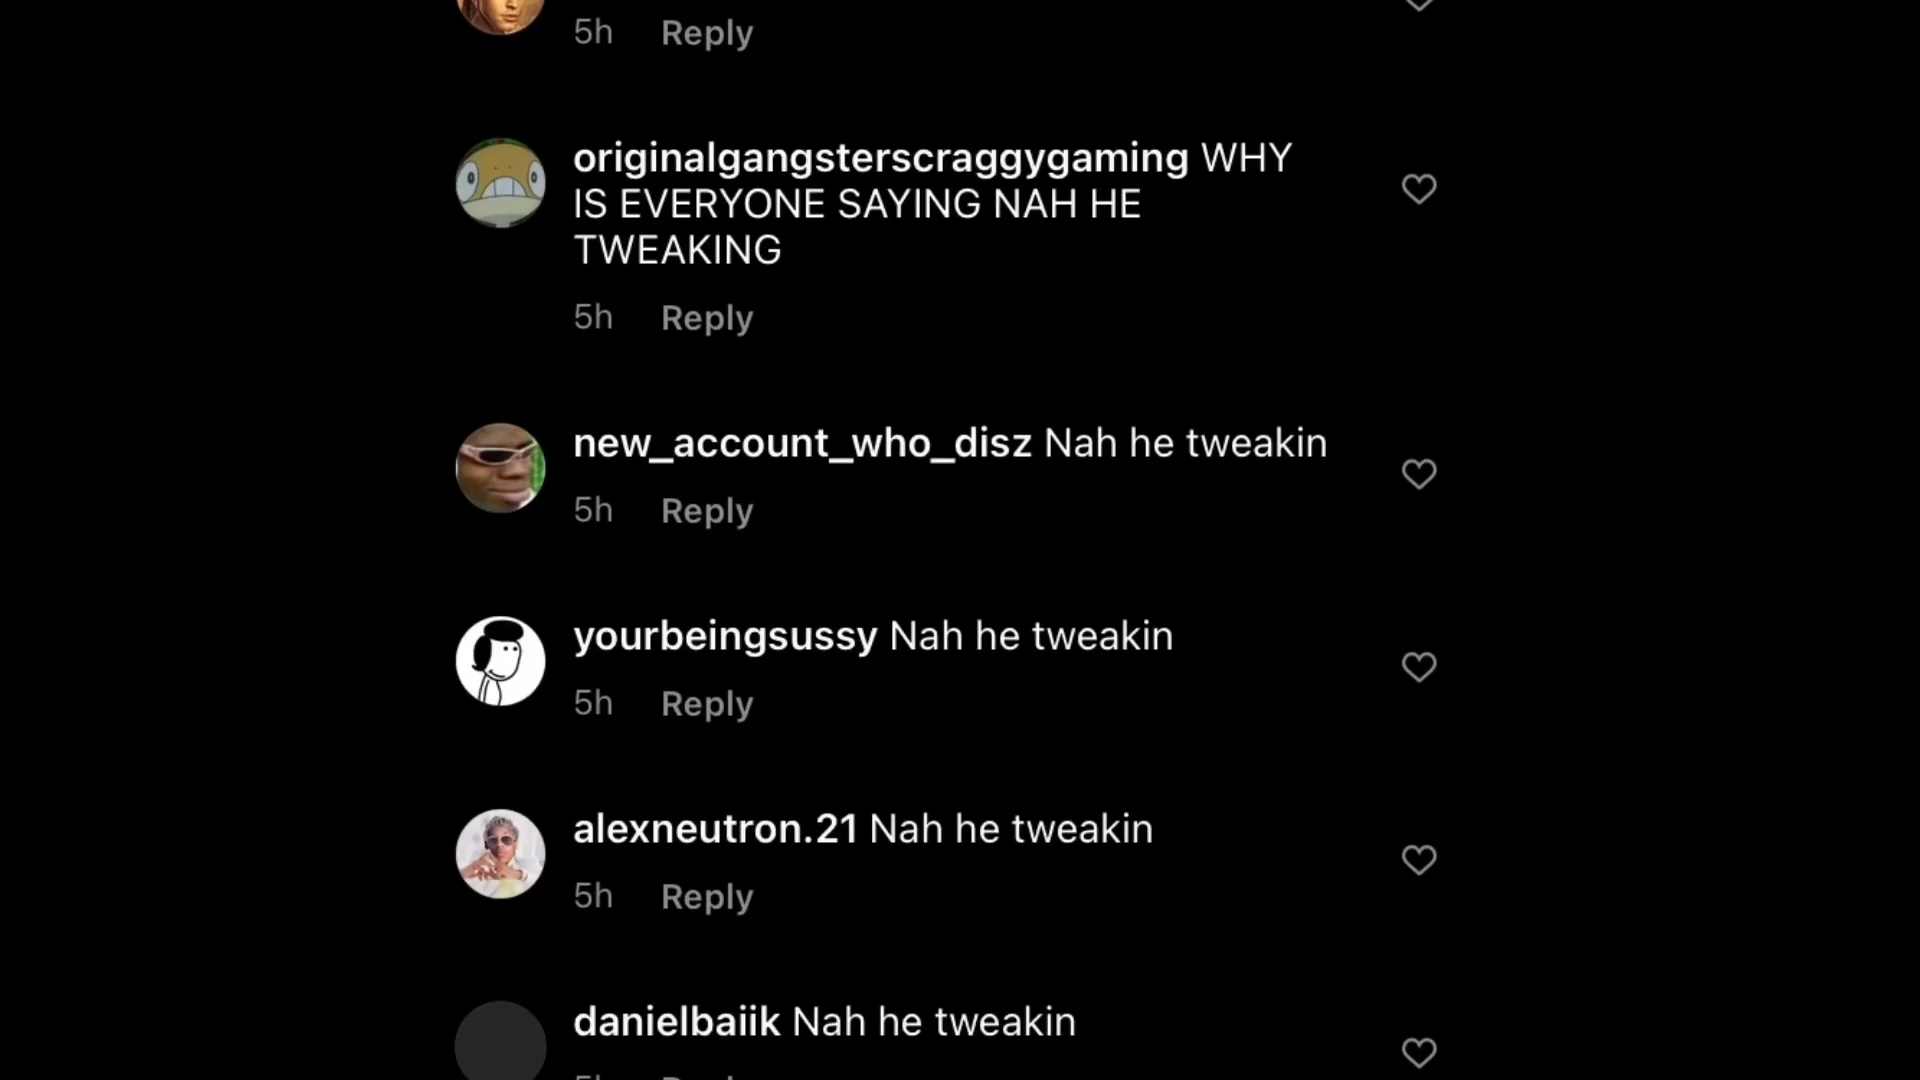 5h Reply
originalgangsterscraggygaming WHY
IS EVERYONE SAYING NAH HE
TWEAKING
5h Reply
new_account_who_disz Nah he tweakin
5h Reply
yourbeingsussy Nah he tweakin
5h Reply
alexneutron.21 Nah he tweakin
5h Reply
danielbaiik Nah he tweakin